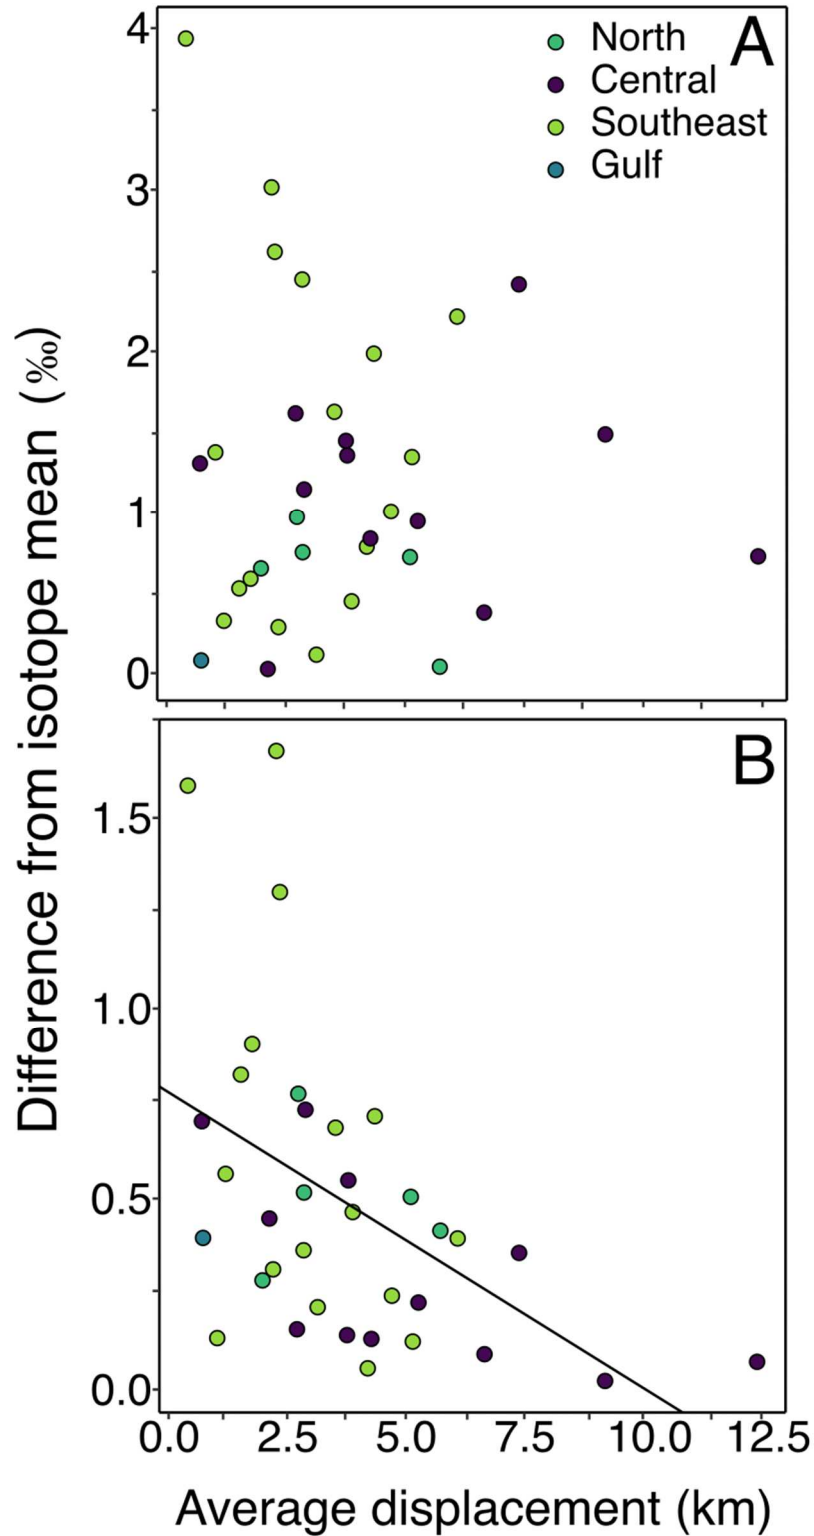 A
North
Central
Southeast
Gulf
4
3
2
1
0
Difference from isotope mean (‰)
B
1.5
1.0
0.5
0.0
0.0 2.5 5.0 7.5 10.0 12.5
Average displacement (km)